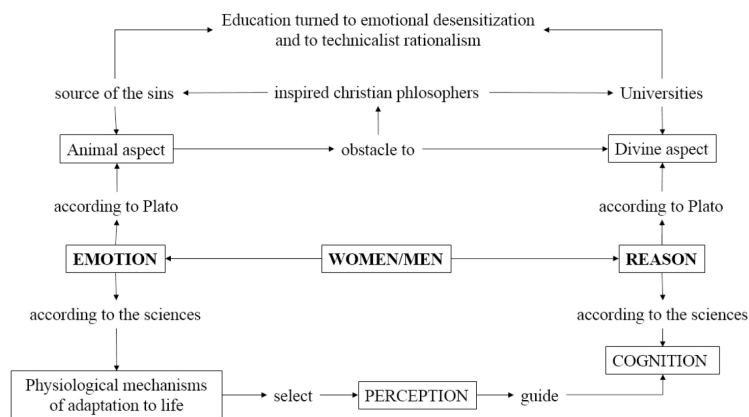 Education turned to emotional desensitization
and to technicalist rationalism
source of the sins
inspired christian phlosophers
Universities
Animal aspect
obstacle to
Divine aspect
according to Plato
according to Plato
EMOTION
WOMEN/MEN
REASON
according to the sciences
according to the sciences
COGNITION
Physiological mechanisms
of adaptation to life
select
PERCEPTION
guide